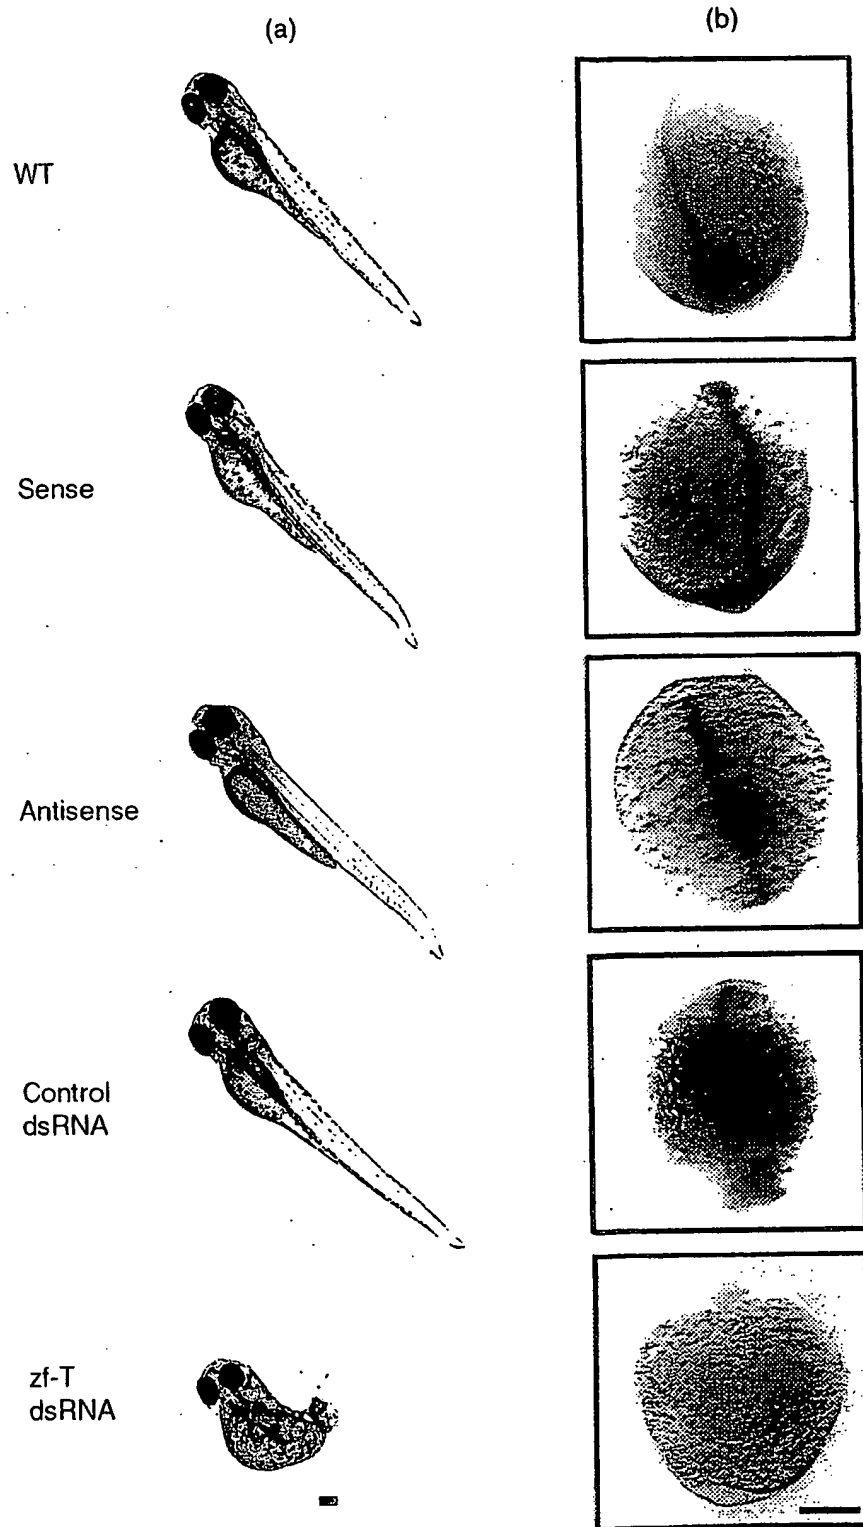 (a)
(b)
WT
Sense
Antisense
Control
dsRNA
zf-T
dsRNA